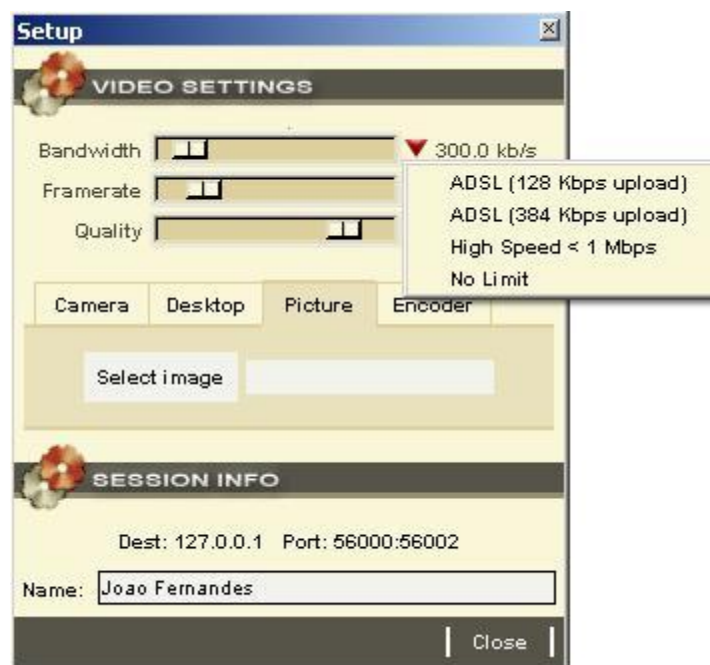 Setup
VIDEO SETTINGS
Bandwidth 300.0 kb/s
Framerate
Quality
ADSL (128 Kbps upload)
ADSL (384 Kbps upload)
High Speed < 1 Mbps
No Limit
Camera Desktop Picture Encoder
Select image
SESSION INFO
Dest: 127.0.0.1 Port: 56000:56002
Name: Joao Fernandes
Close